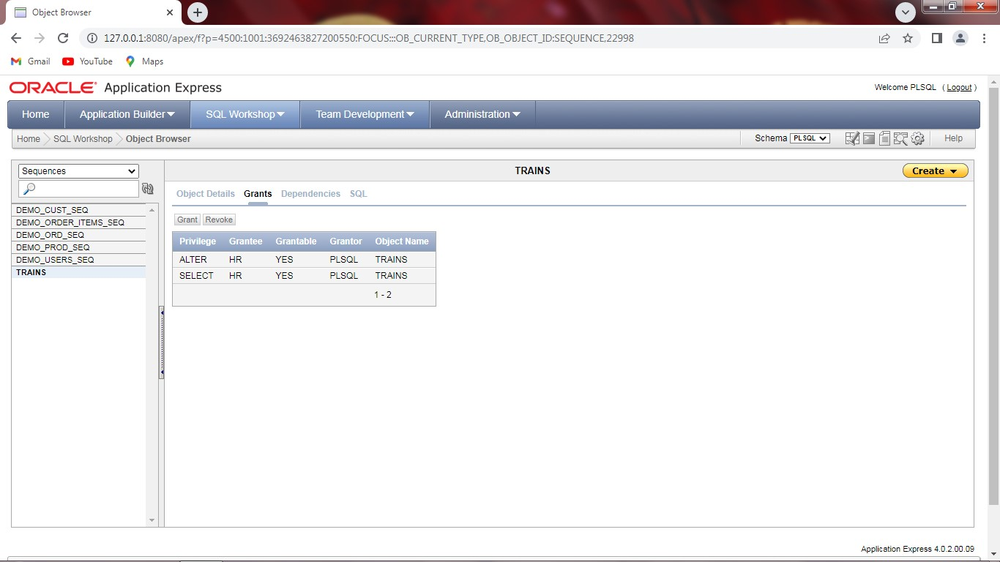 Object Browser
127.0.0.1:8080/apex/f?p=4500:1001:3692463827200550:FOCUS:::OB_CURRENT_TYPE,OB_OBJECT_ID:SEQUENCE,22998
Gmail YouTube Maps
ORACLE Application Express Welcome PLSQL ( Logout )
Home Application Builder SQL Workshop Team Development Administration
Home SQL Workshop Object Browser Schema PLSQL Help
Sequences TRAINS Create
Object Details Grants Dependencies SQL
DEMO_CUST_SEQ
DEMO_ORDER_ITEMS_SEQ
DEMO_ORD_SEQ
DEMO_PROD_SEQ
DEMO_USERS_SEQ
TRAINS
Grant Revoke
Privilege Grantee Grantable Grantor Object Name
ALTER HR YES PLSQL TRAINS
SELECT HR YES PLSQL TRAINS
1 - 2
Application Express 4.0.2.00.09